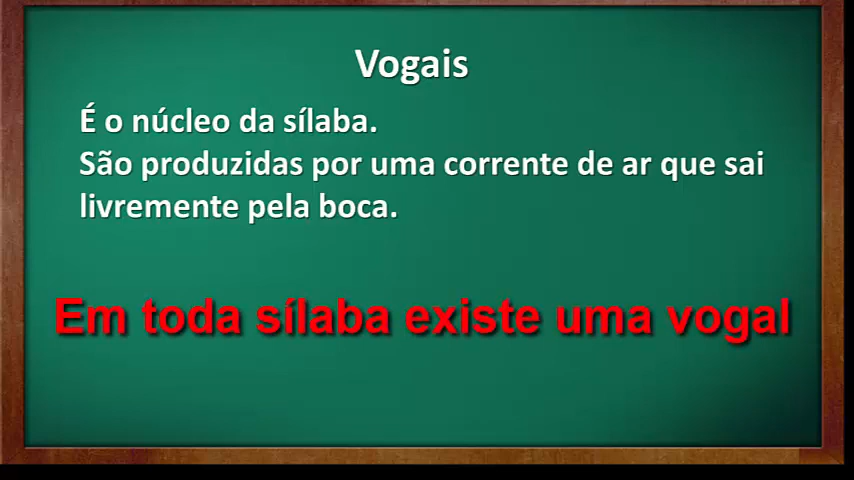 Vogais
É o núcleo da sílaba.
São produzidas por uma corrente de ar que sai
livremente pela boca.
Em toda sílaba existe uma vogal